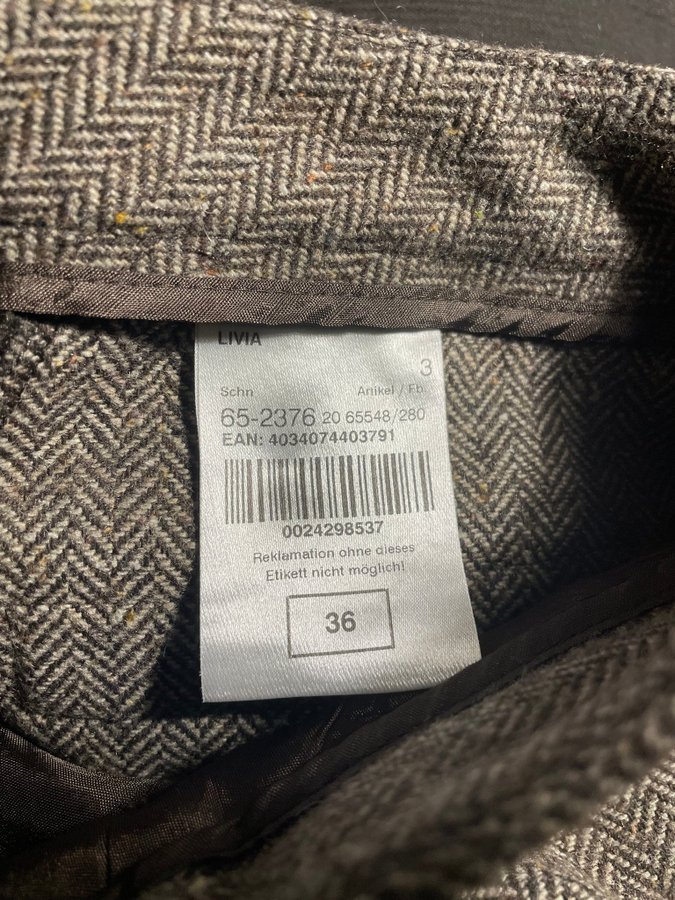 LIVIA
3
Schn Artikel / Fb.
65-2376 20 65548/280
EAN: 4034074403791
0024298537
Reklamation ohne dieses
Etikett nicht möglich!
36